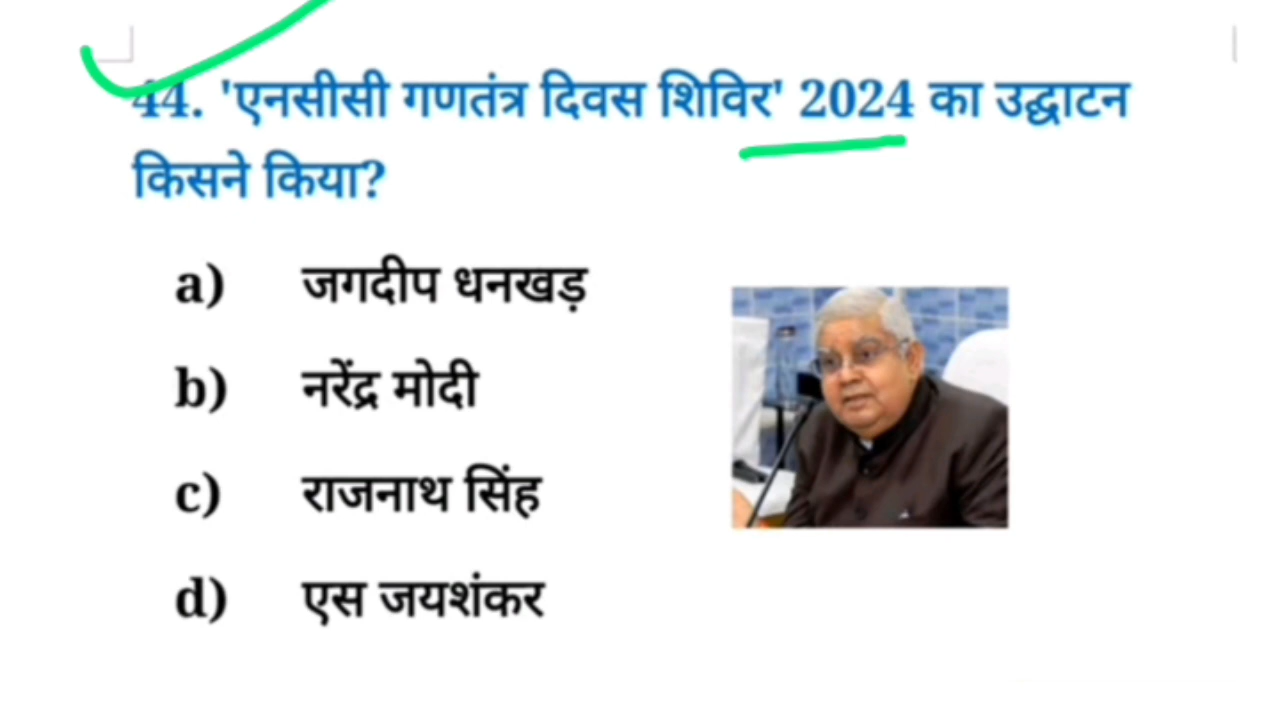 44. 'एनसीसी गणतंत्र दिवस शिविर' 2024 का उद्घाटन
किसने किया?
a) जगदीप धनखड़
b) नरेंद्र मोदी
c) राजनाथ सिंह
d) एस जयशंकर